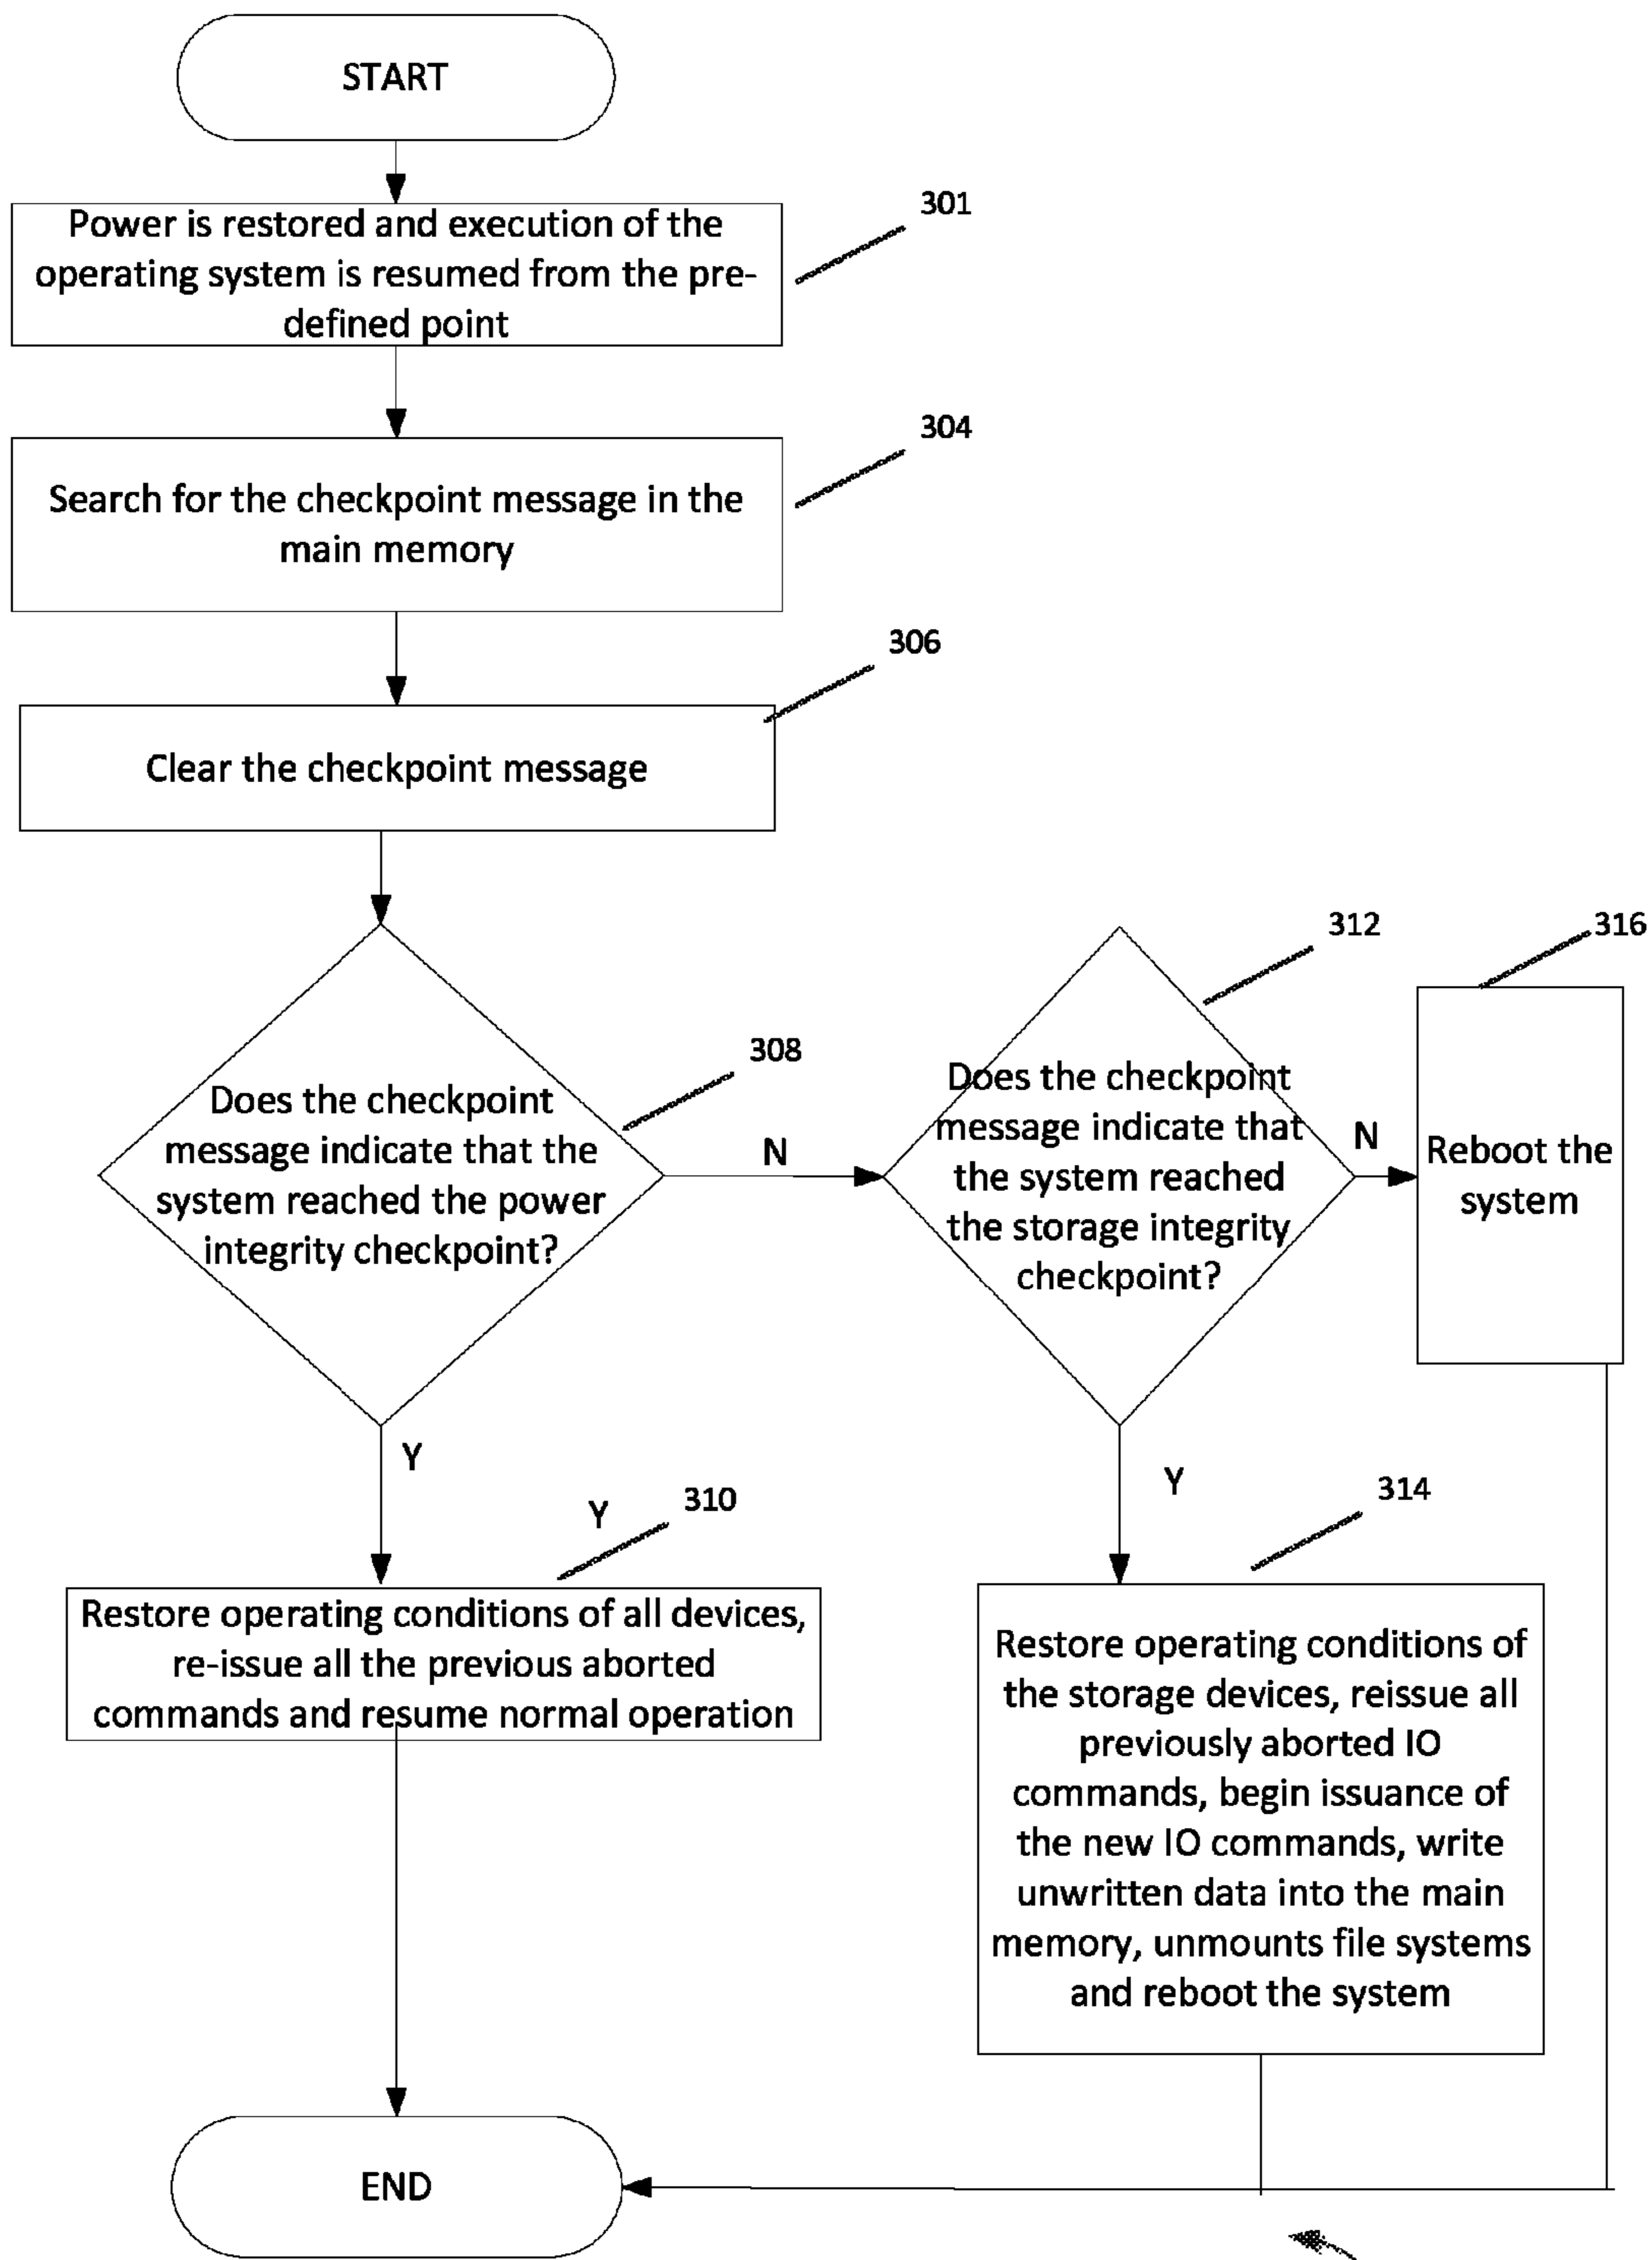 START
301
Power is restored and execution of the
operating system is resumed from the pre-
defined point
304
Search for the checkpoint message in the
main memory
306
Clear the checkpoint message
308
Does the checkpoint
message indicate that the
system reached the power
integrity checkpoint?
N
312
Does the checkpoint
message indicate that
the system reached
the storage integrity
checkpoint?
N
316
Reboot the
system
Y
Y
310
Restore operating conditions of all devices,
re-issue all the previous aborted
commands and resume normal operation
Y
314
Restore operating conditions of
the storage devices, reissue all
previously aborted IO
commands, begin issuance of
the new IO commands, write
unwritten data into the main
memory, unmounts file systems
and reboot the system
END